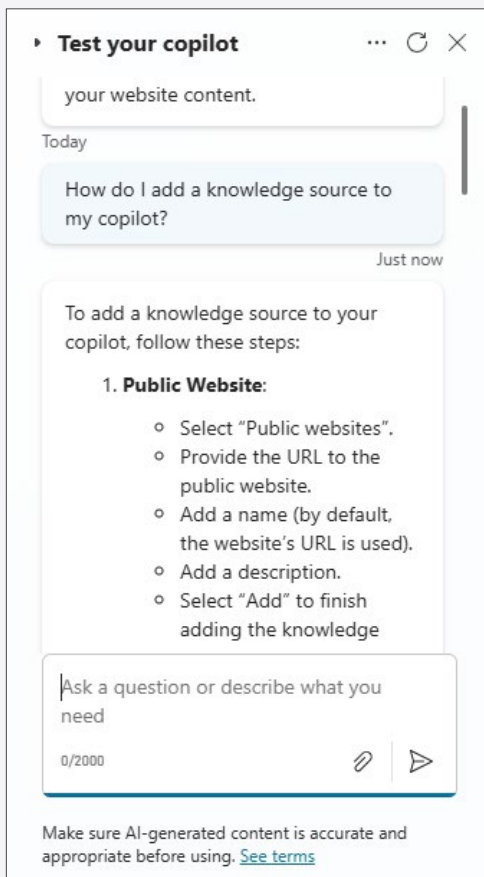 Test your copilot
your website content.
Today
How do I add a knowledge source to
my copilot?
Just now
To add a knowledge source to your
copilot, follow these steps:
1. Public Website:
Select “Public websites”.
Provide the URL to the
public website.
Add a name (by default,
the website’s URL is used).
Add a description.
Select “Add” to finish
adding the knowledge
Ask a question or describe what you
need
0/2000
Make sure AI-generated content is accurate and
appropriate before using. See terms